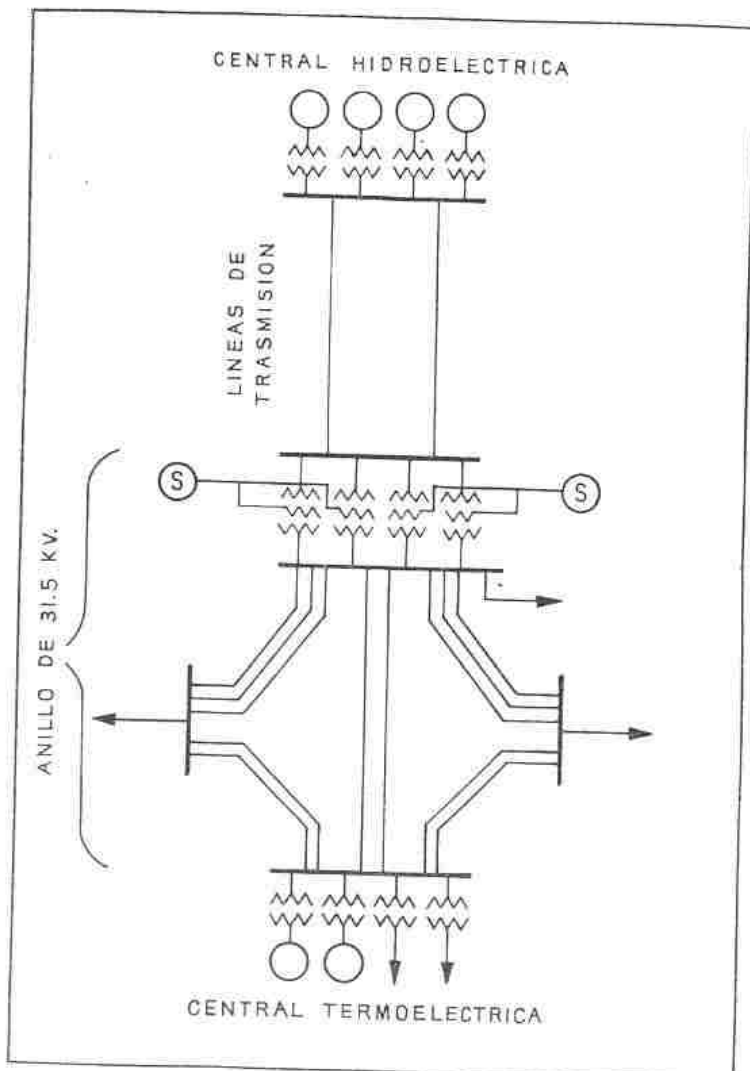 CENTRAL HIDROELECTRICA
LINEAS DE
TRASMISION
S
S
ANILLO DE 31.5 KV.
CENTRAL TERMOELECTRICA